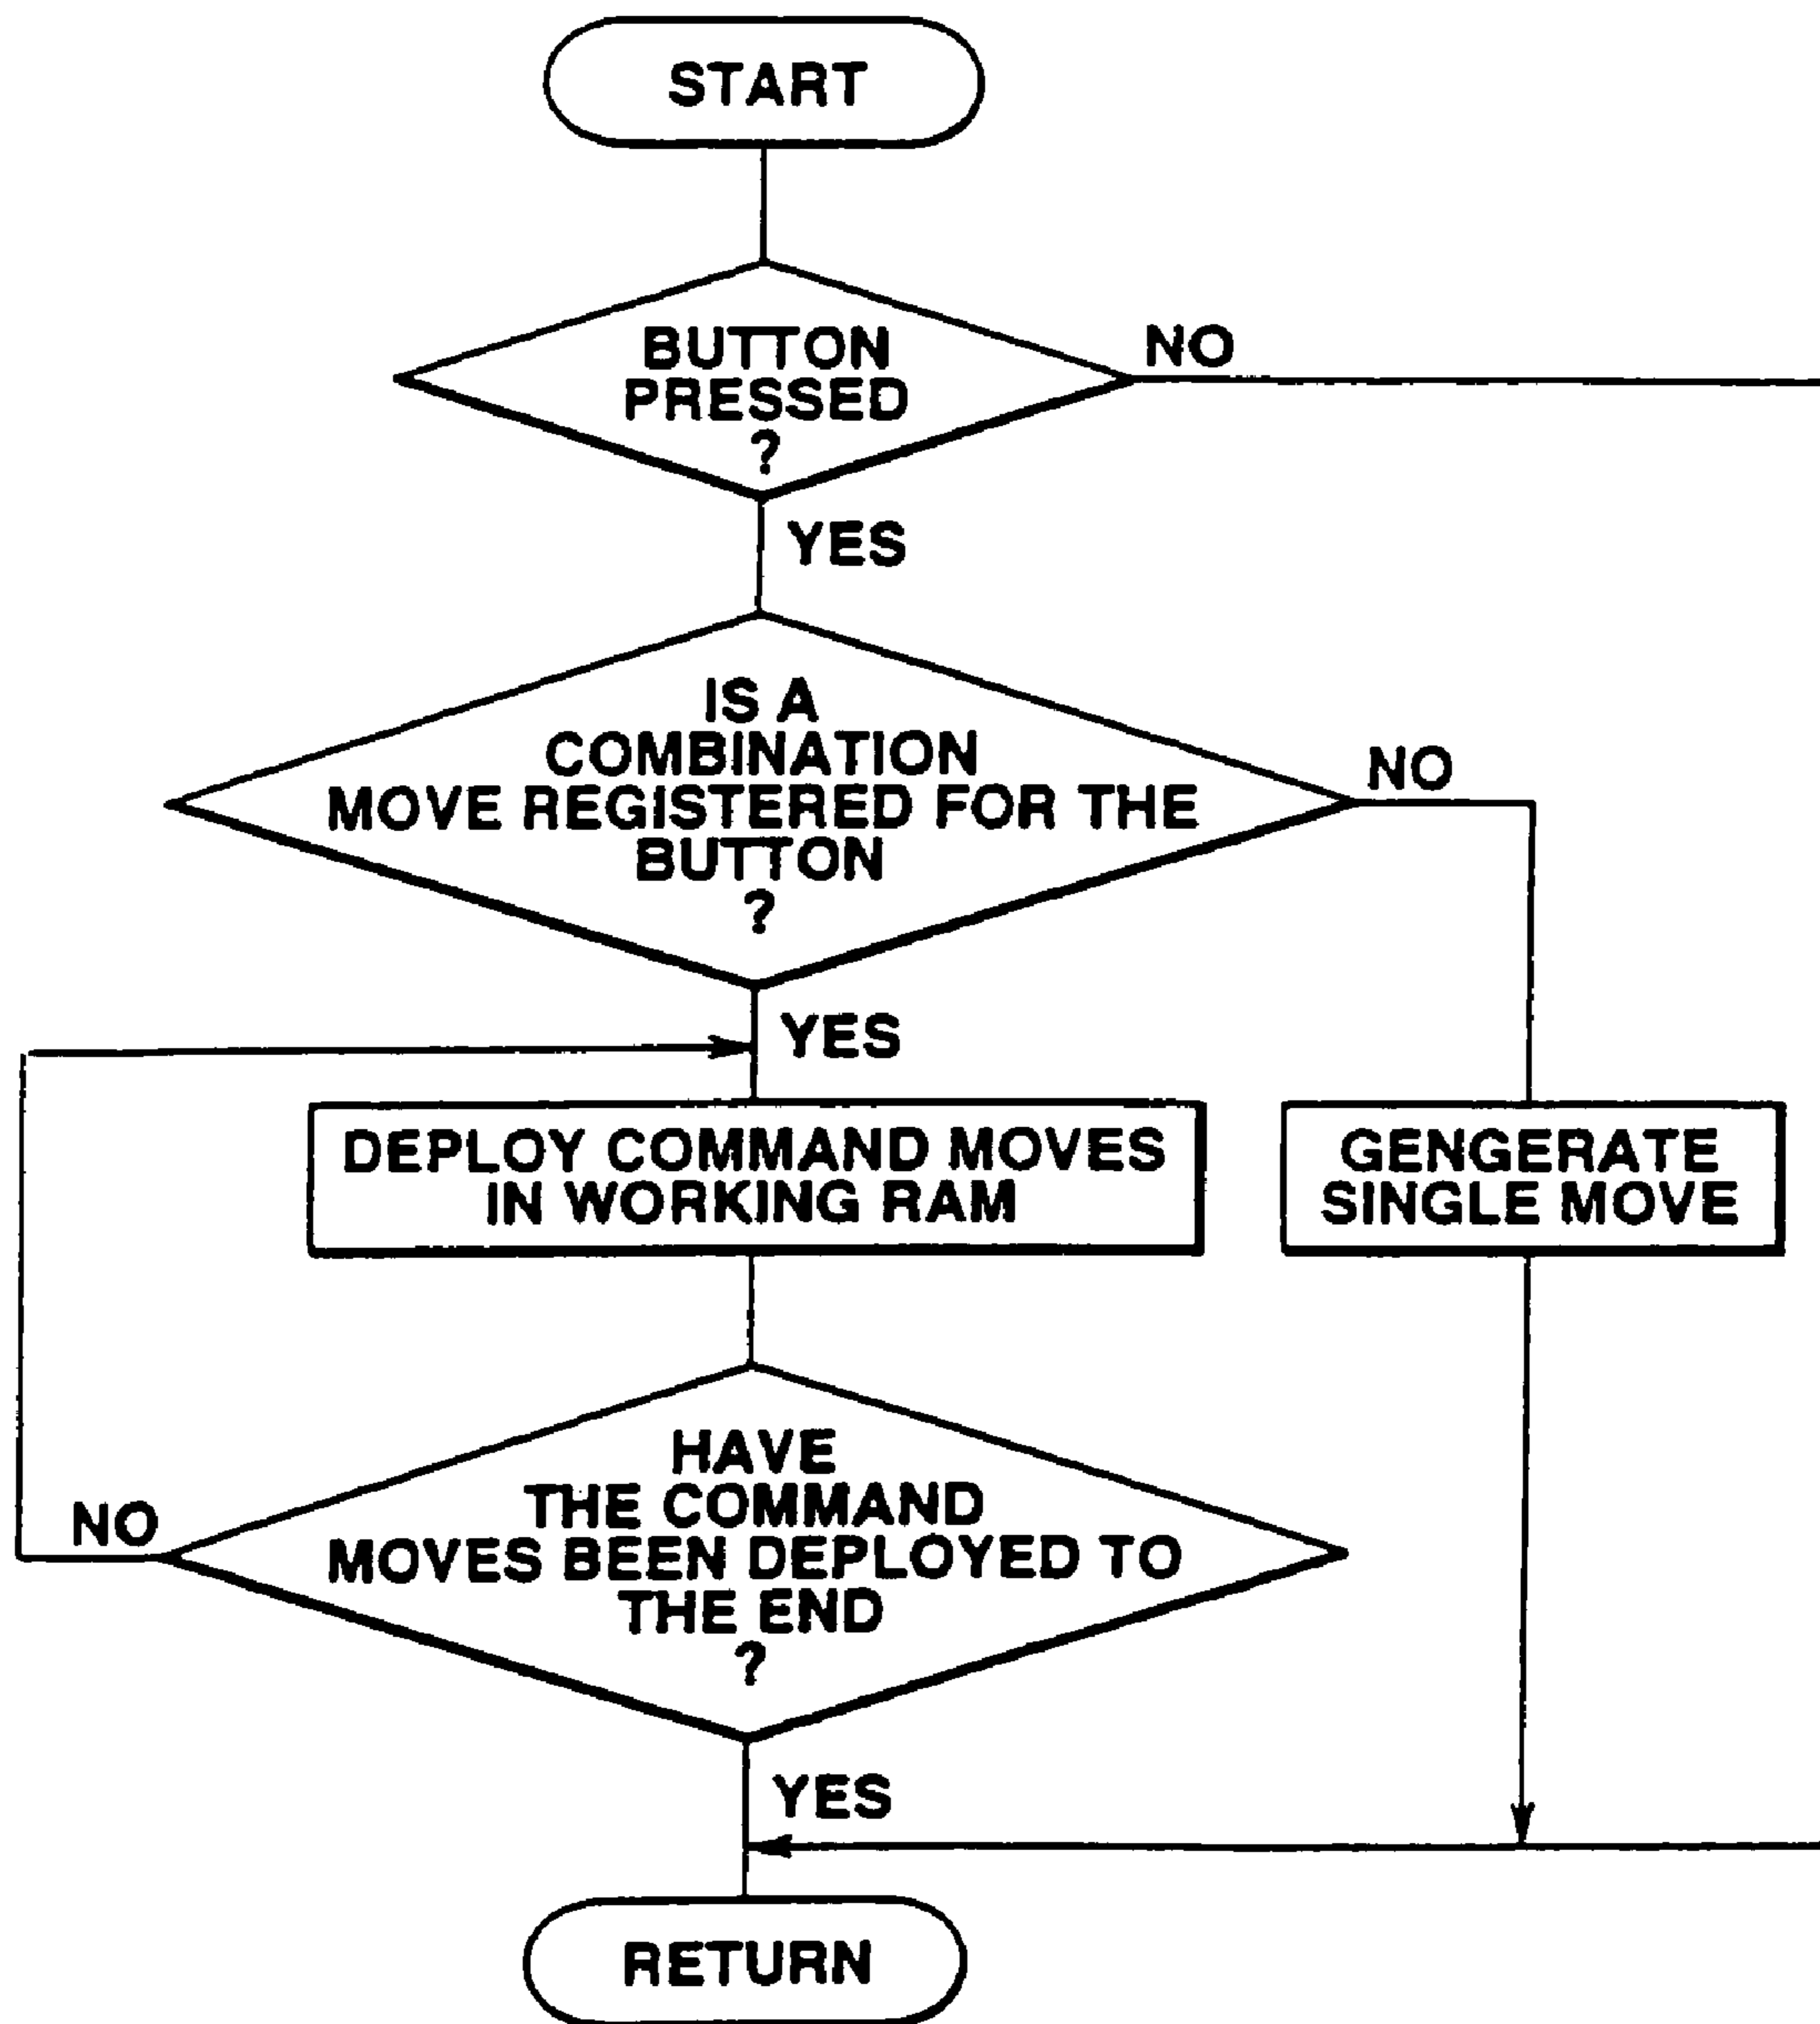 START
BUTTON
PRESSED
?
NO
YES
IS A
COMBINATION
MOVE REGISTERED FOR THE
BUTTON
?
NO
YES
DEPLOY COMMAND MOVES
IN WORKING RAM
GENGERATE
SINGLE MOVE
HAVE
THE COMMAND
MOVES BEEN DEPLOYED TO
THE END
?
NO
YES
RETURN